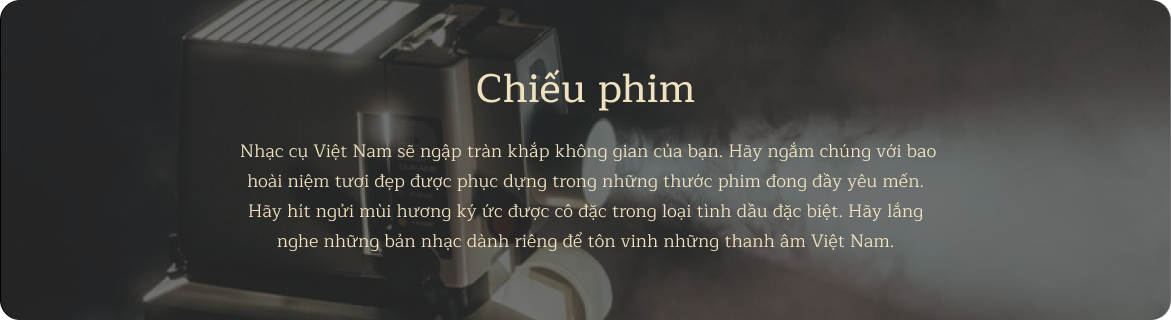 Chiếu phim
Nhạc cụ Việt Nam sẽ ngập tràn khắp không gian của bạn. Hãy ngắm chúng với bao
hoài niệm tươi đẹp được phục dựng trong những thước phim đong đầy yêu mến.
Hãy hít ngửi mùi hương ký ức được cô đặc trong loại tình dầu đặc biệt. Hãy lắng
nghe những bản nhạc dành riêng để tôn vinh những thanh âm Việt Nam.